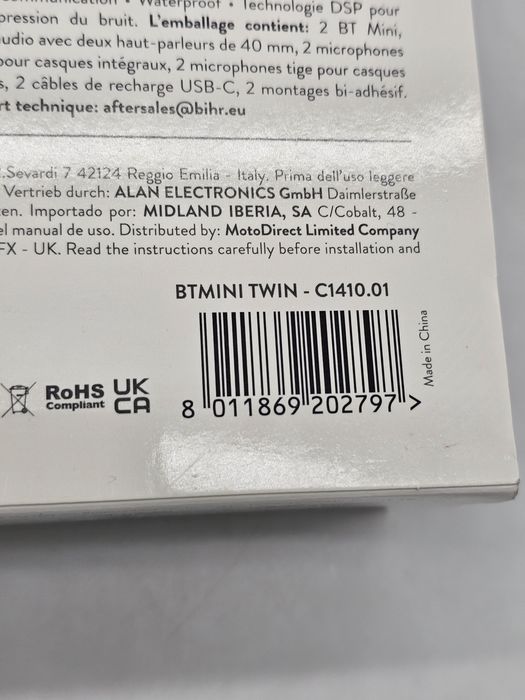 Waterproof • Technologie DSP pour
pression du bruit. L'emballage contient: 2 BT Mini,
audio avec deux haut-parleurs de 40 mm, 2 microphones
pour casques intégraux, 2 microphones tige pour casques
s, 2 câbles de recharge USB-C, 2 montages bi-adhésif.
rt technique: aftersales@bihr.eu
.Sevardi 7 42124 Reggio Emilia - Italy. Prima dell'uso leggere
Vertrieb durch: ALAN ELECTRONICS GmbH Daimlerstraße
en. Importado por: MIDLAND IBERIA, SA C/Cobalt, 48 -
el manual de uso. Distributed by: MotoDirect Limited Company
FX - UK. Read the instructions carefully before installation and
BTMINI TWIN - C1410.01
Made in China
RoHS
Compliant
UK
CA
8 011869 202797 >